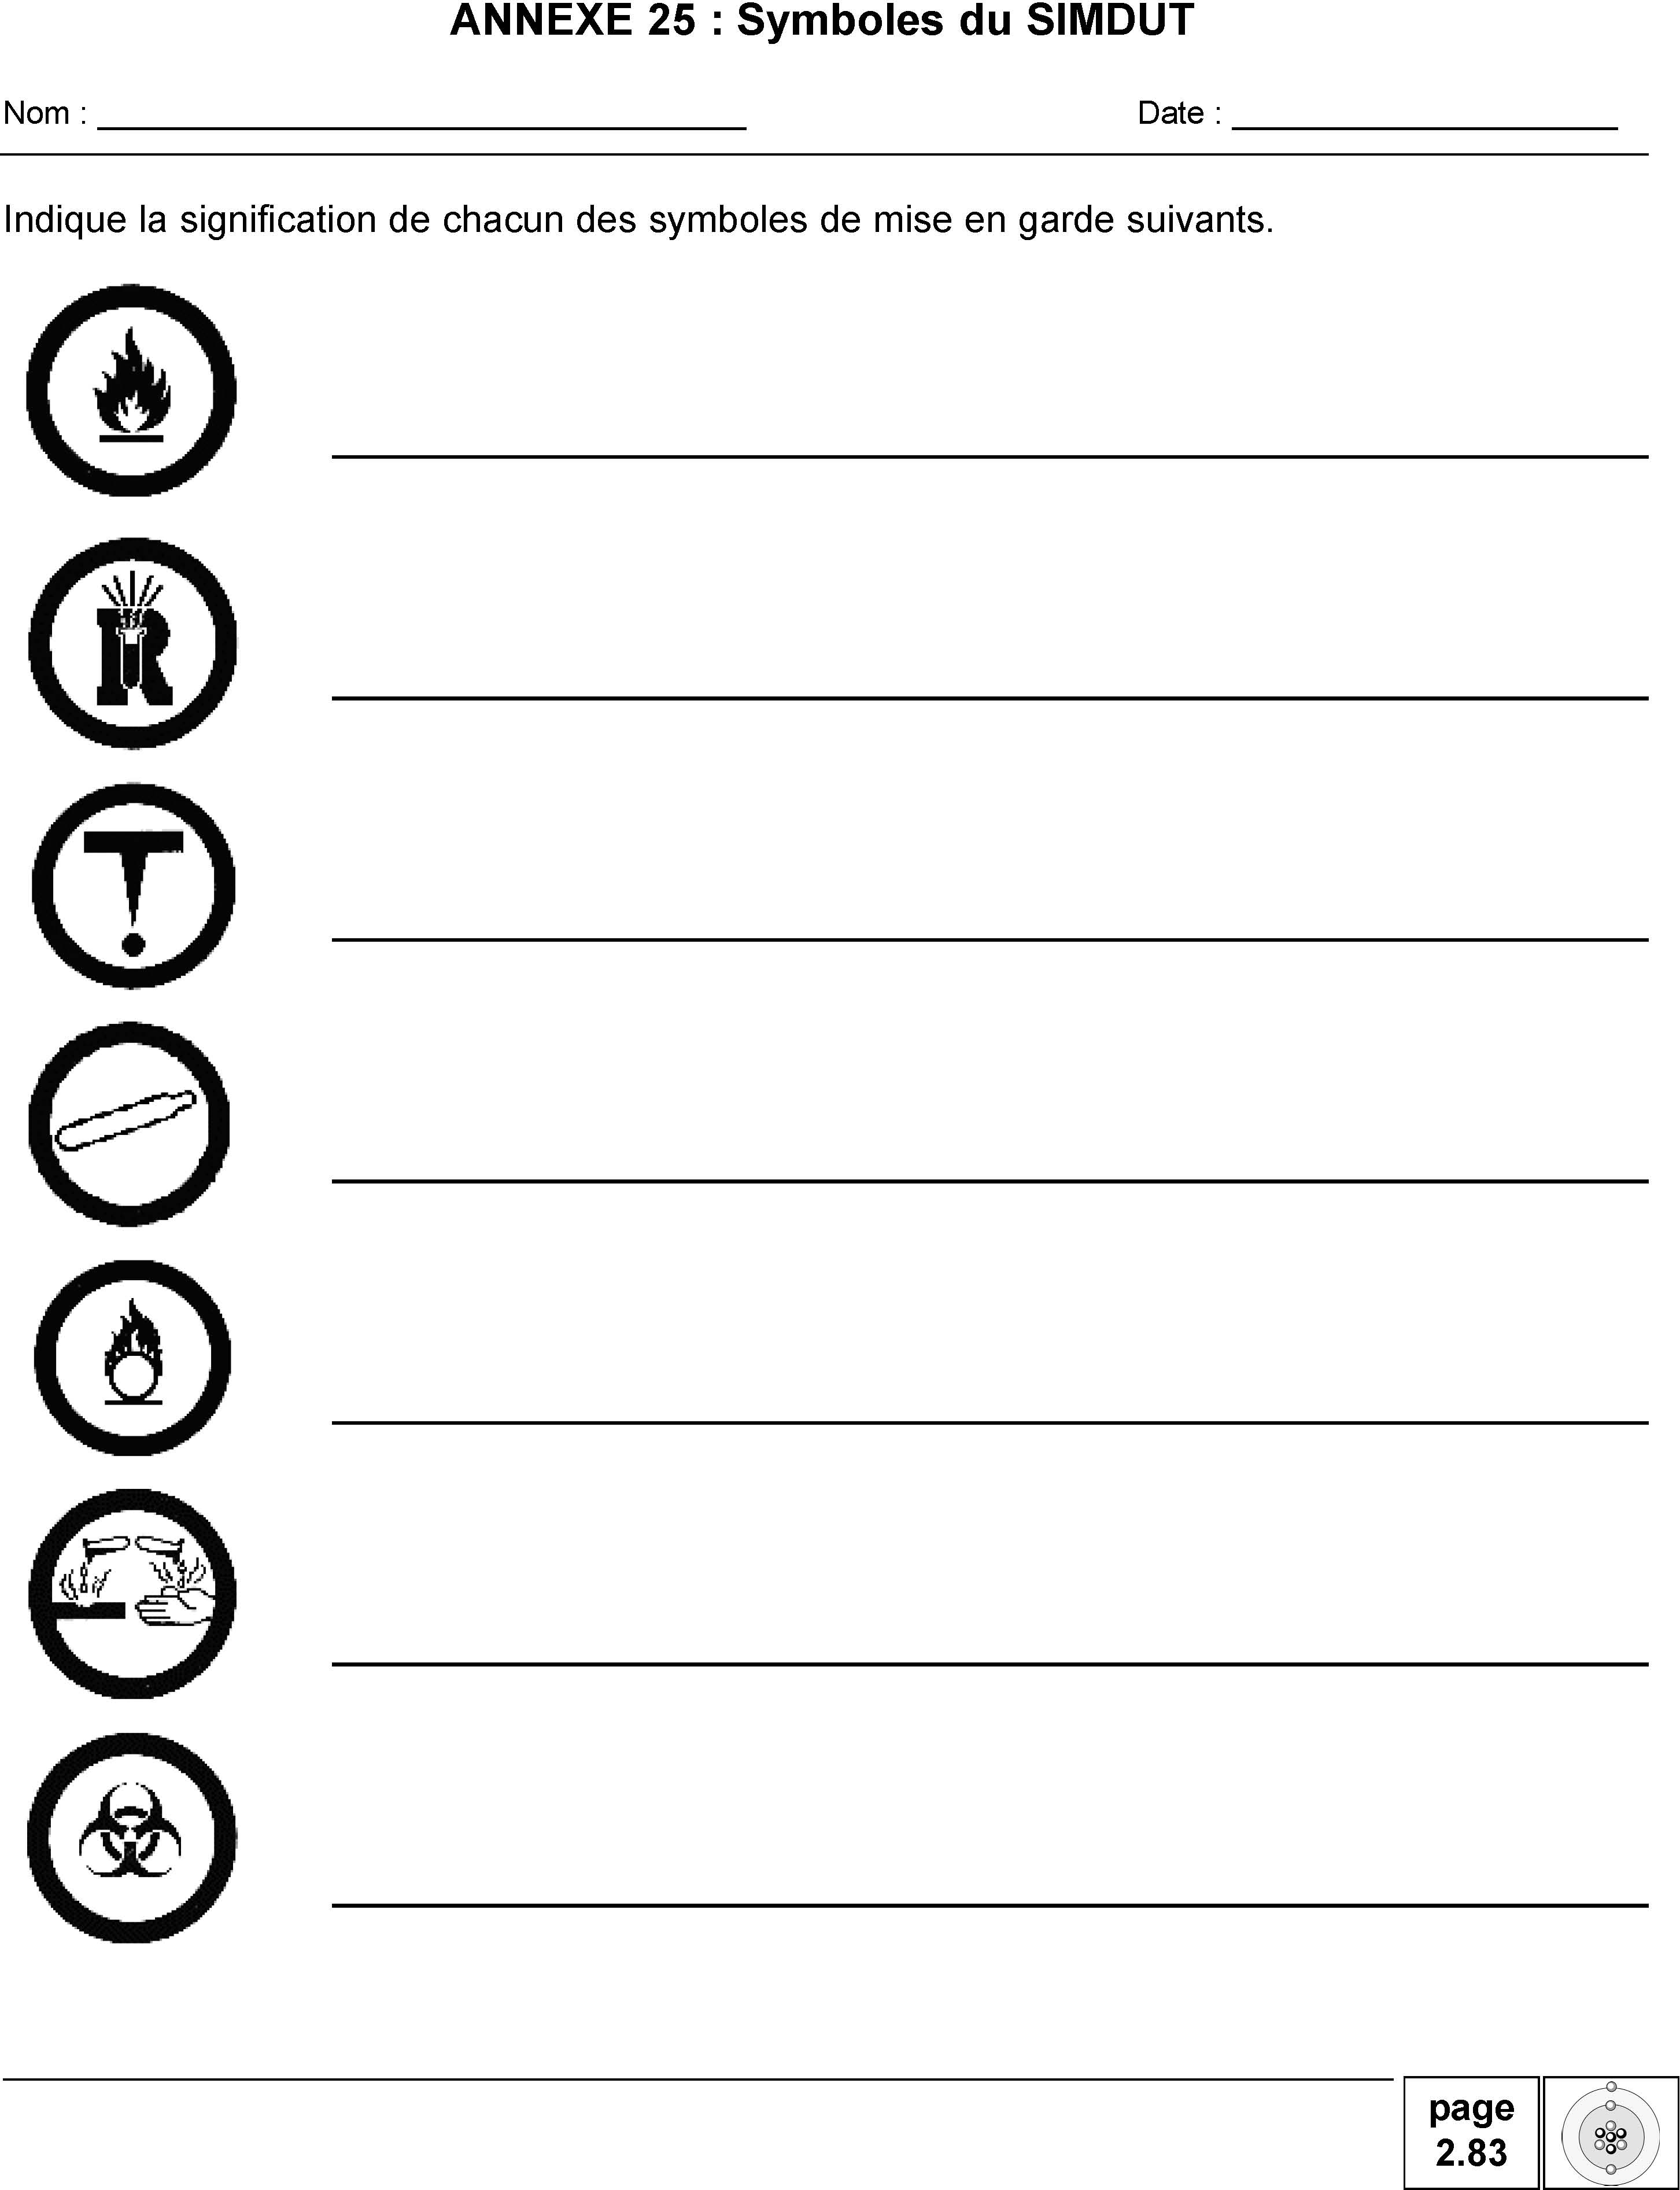 ANNEXE 25 : Symboles du SIMDUT
Nom : Date :
Indique la signification de chacun des symboles de mise en garde suivants.
R
T
page
2.83